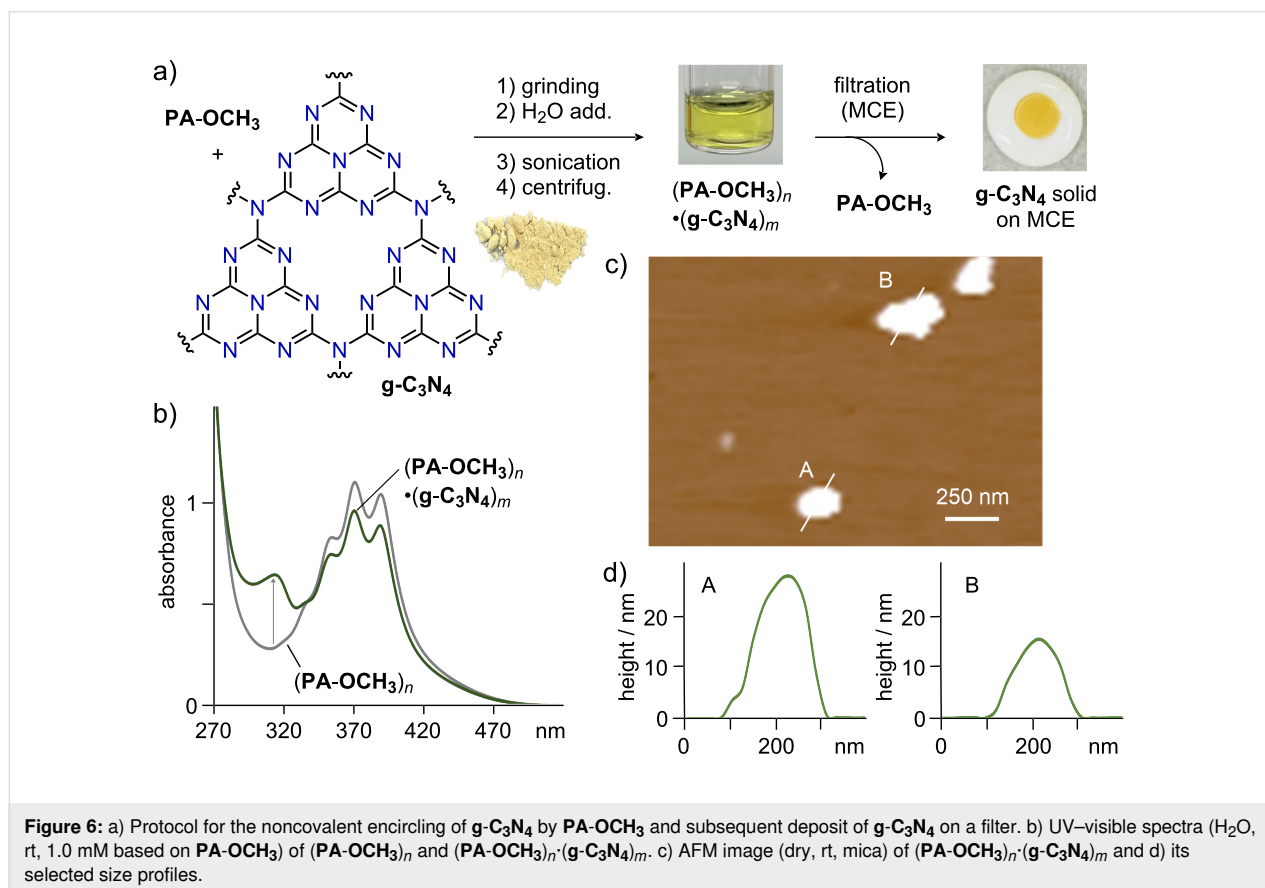 a)
PA-OCH3
+
N N
N N N
N N
N N
N N N N
N N N N N N
N N N N
N
g-C3N4
1) grinding
2) H2O add.
3) sonication
4) centrifug.
(PA-OCH3)n
•(g-C3N4)m
filtration
(MCE)
PA-OCH3
g-C3N4 solid
on MCE
b)
absorbance
1
0
270 320 370 420 470 nm
(PA-OCH3)n
•(g-C3N4)m
(PA-OCH3)n
c)
B
A
250 nm
d)
A
height / nm
20
10
0
0 200 nm
B
height / nm
20
10
0
0 200 nm
Figure 6: a) Protocol for the noncovalent encircling of g-C3N4 by PA-OCH3 and subsequent deposit of g-C3N4 on a filter. b) UV–visible spectra (H2O,
rt, 1.0 mM based on PA-OCH3) of (PA-OCH3)n and (PA-OCH3)n·(g-C3N4)m. c) AFM image (dry, rt, mica) of (PA-OCH3)n·(g-C3N4)m and d) its
selected size profiles.